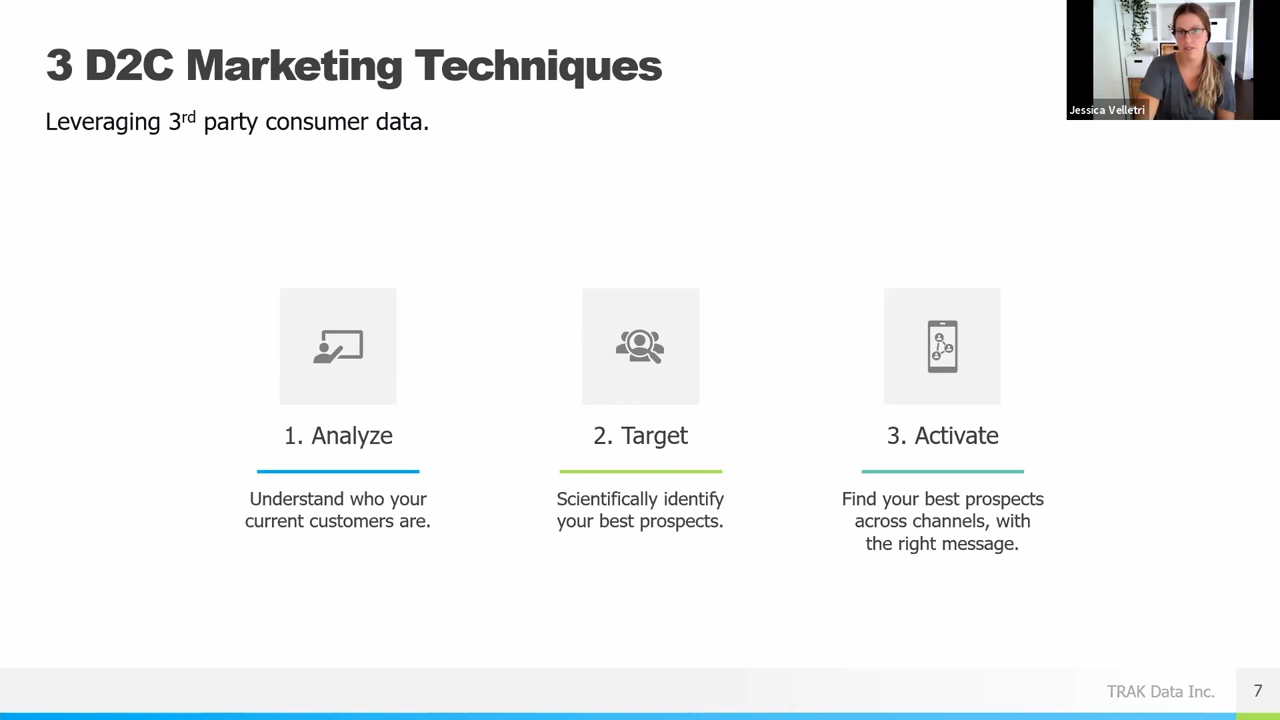 3 D2C Marketing Techniques
Leveraging 3rd party consumer data.
Jessica Velletri
1. Analyze
Understand who your
current customers are.
2. Target
Scientifically identify
your best prospects.
3. Activate
Find your best prospects
across channels, with
the right message.
TRAK Data Inc.
7